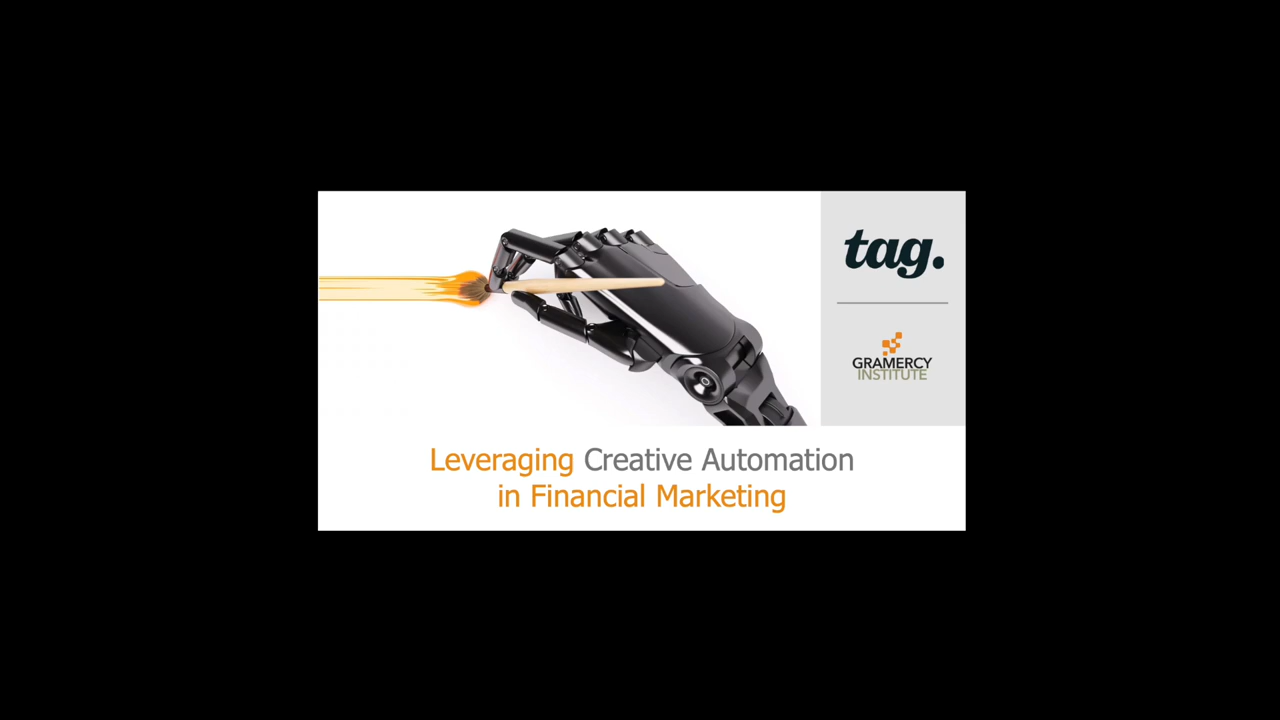 tag.
GRAMERCY
INSTITUTE
Leveraging Creative Automation
in Financial Marketing